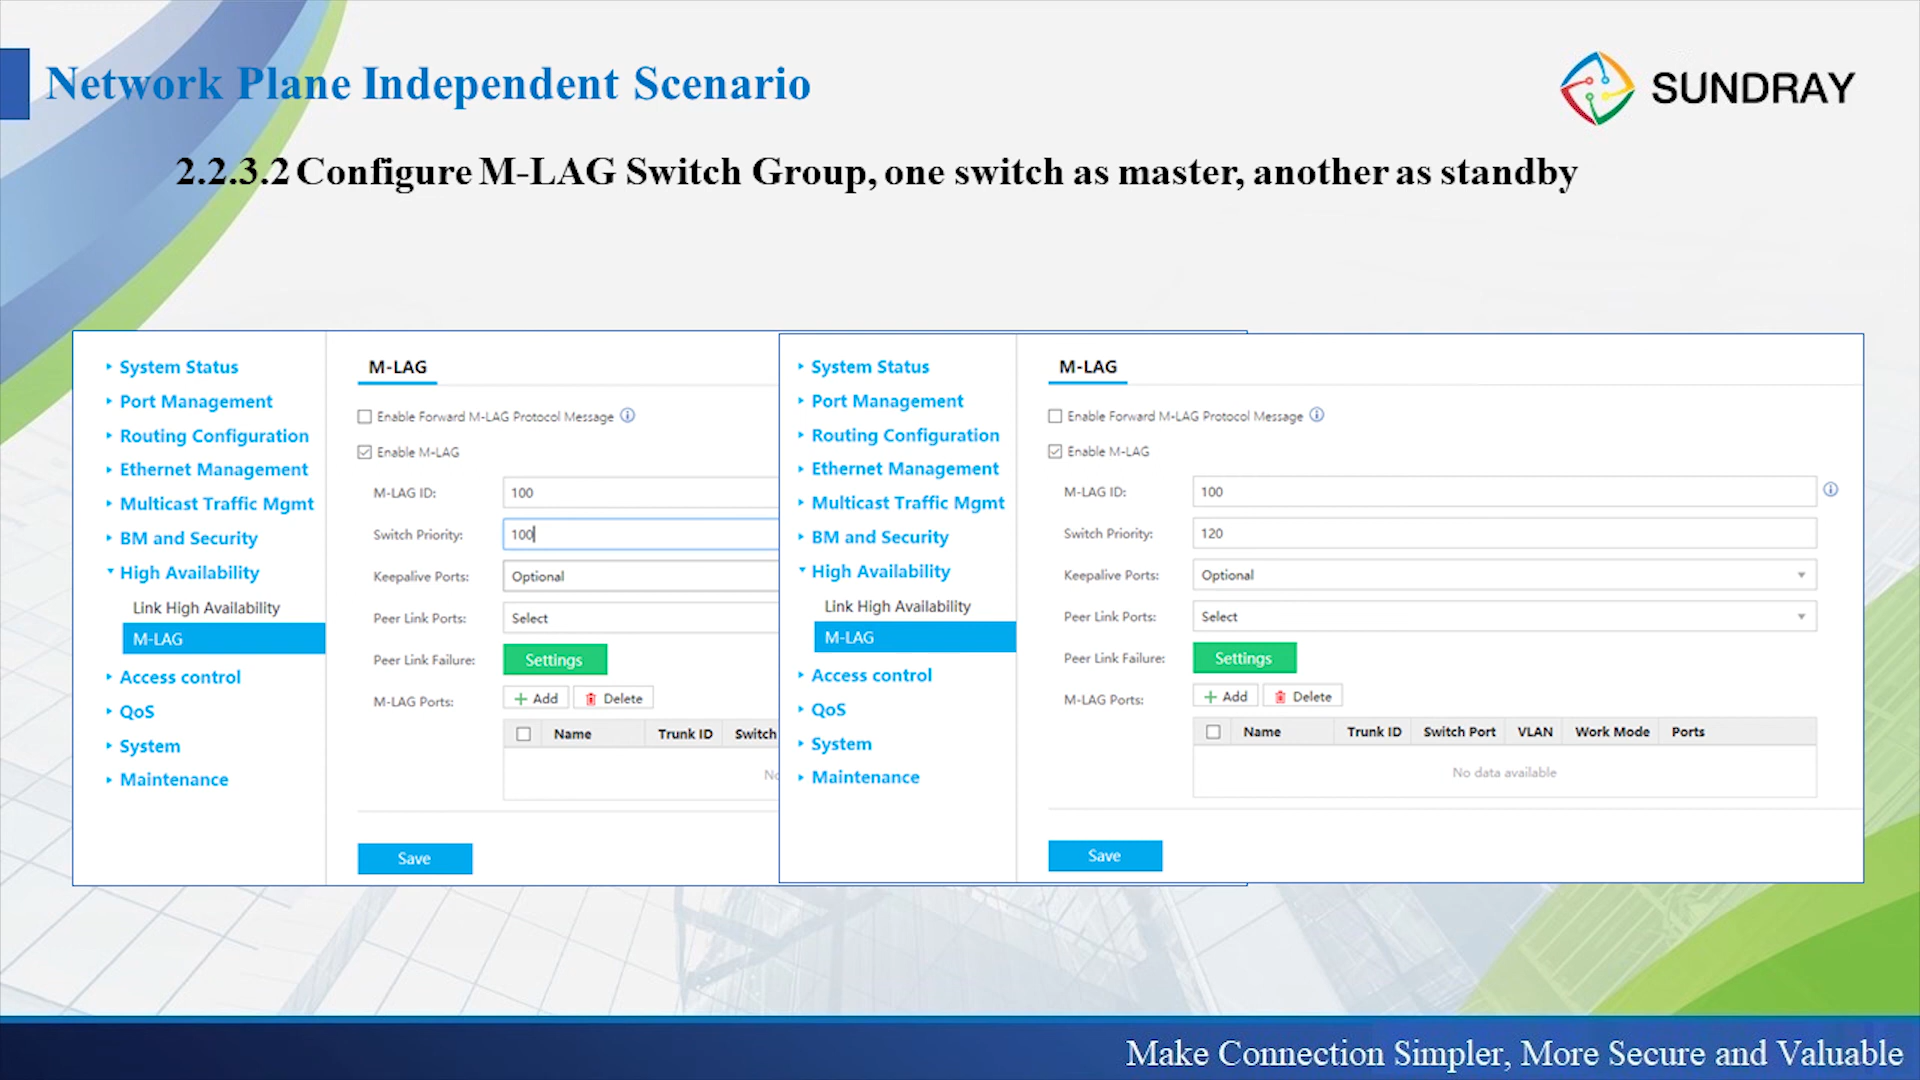 Network Plane Independent Scenario
SUNDRAY
2.2.3.2 Configure M-LAG Switch Group, one switch as master, another as standby
System Status
Port Management
Routing Configuration
Ethernet Management
Multicast Traffic Mgmt
BM and Security
High Availability
Link High Availability
M-LAG
Access control
QoS
System
Maintenance
M-LAG
Enable Forward M-LAG Protocol Message
Enable M-LAG
M-LAG ID: 100
Switch Priority: 100
Keepalive Ports: Optional
Peer Link Ports: Select
Peer Link Failure: Settings
M-LAG Ports: Add Delete
Name Trunk ID Switch
Save
System Status
Port Management
Routing Configuration
Ethernet Management
Multicast Traffic Mgmt
BM and Security
High Availability
Link High Availability
M-LAG
Access control
QoS
System
Maintenance
M-LAG
Enable Forward M-LAG Protocol Message
Enable M-LAG
M-LAG ID: 100
Switch Priority: 120
Keepalive Ports: Optional
Peer Link Ports: Select
Peer Link Failure: Settings
M-LAG Ports: Add Delete
Name Trunk ID Switch Port VLAN Work Mode Ports
No data available
Save
Make Connection Simpler, More Secure and Valuable